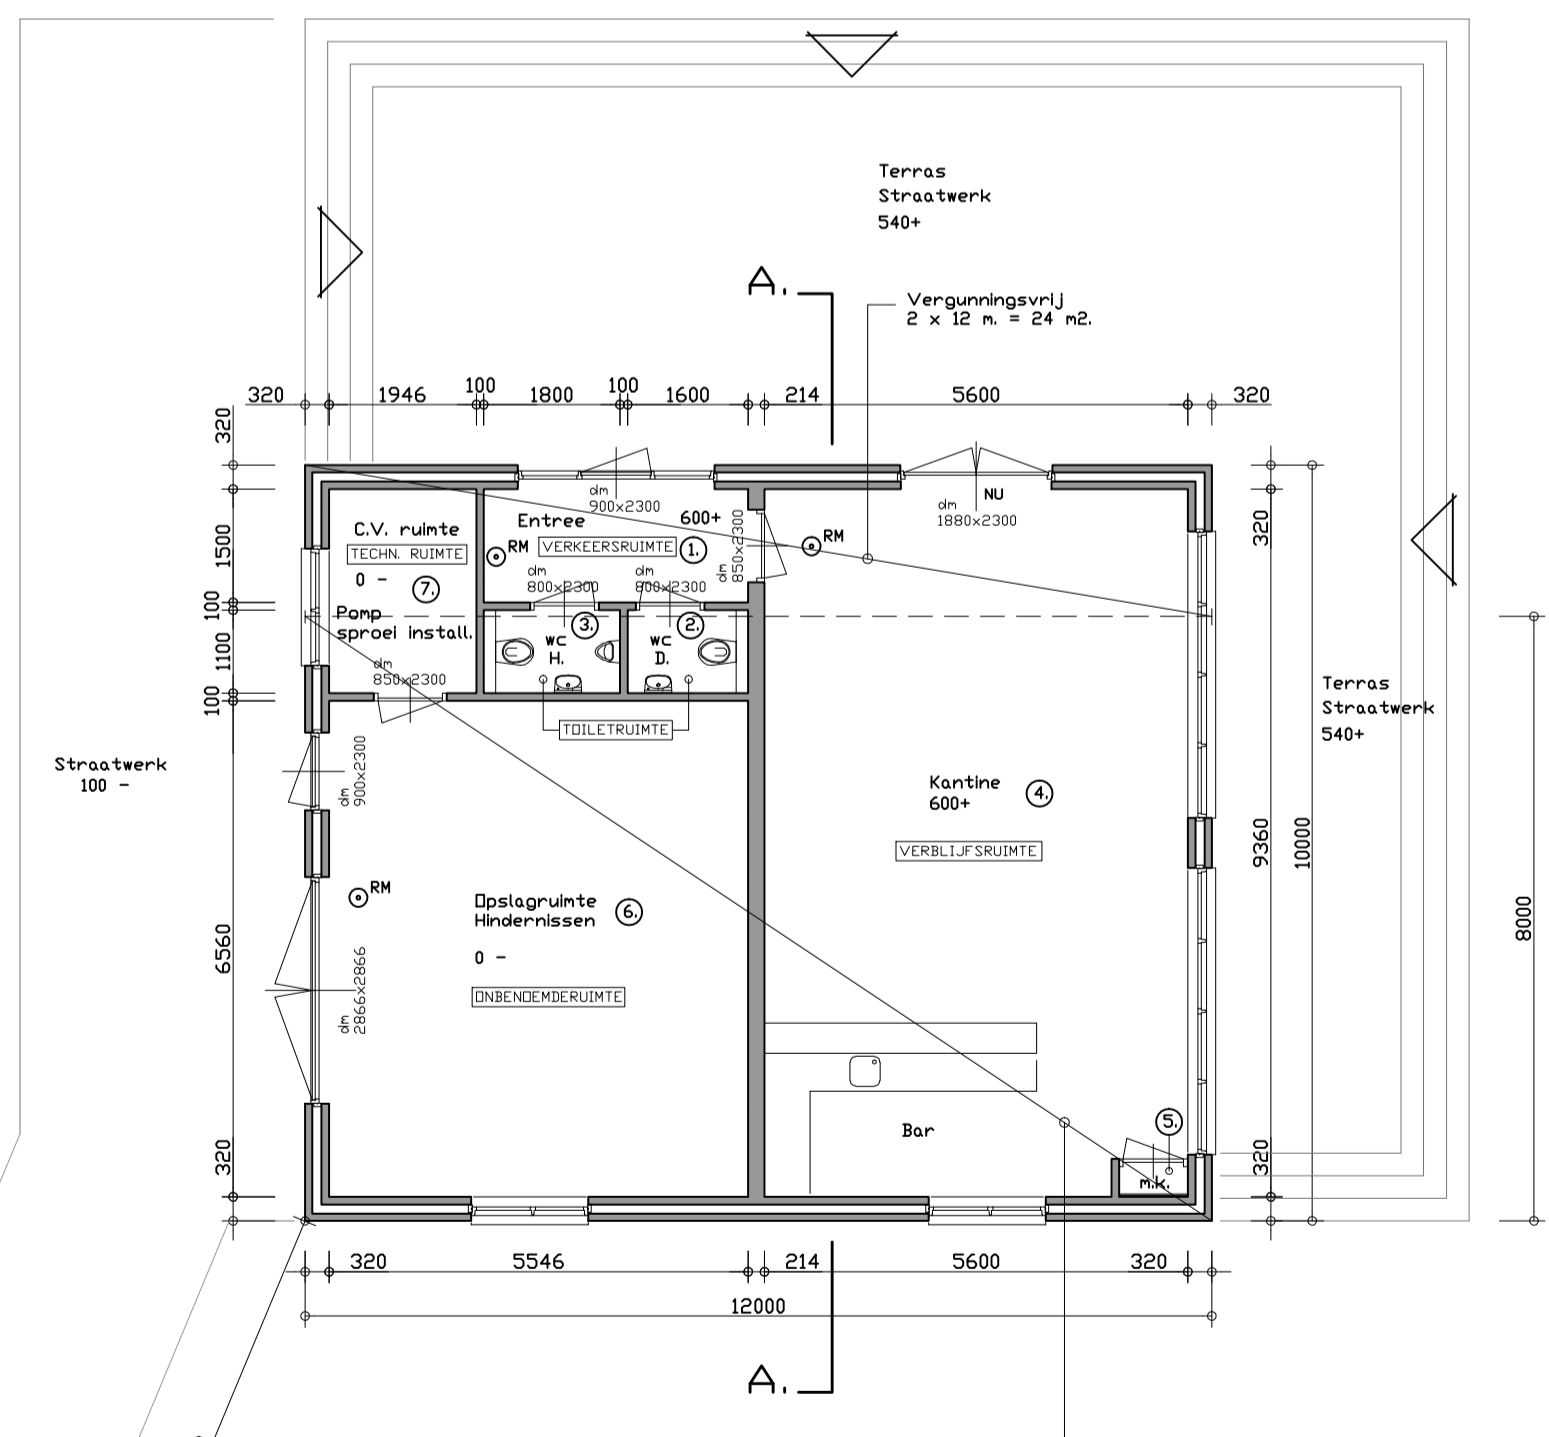 Terras
Straatwerk
540+
A.
Vergunningsvrij
2 x 12 m. = 24 m2.
320
1946
100
1800
100
1600
214
5600
320
320
1500
100
1100
100
6560
320
dm
900x2300
NU
dm
1880x2300
Entree
600+
RM
VERKEERSRUIMTE
1.
dm
850x2300
RM
C.V. ruimte
TECHN. RUIMTE
0 -
7.
Pomp
sproei install.
dm
800x2300
dm
800x2300
wc
H.
3.
wc
D.
2.
dm
850x2300
TOILETRUIMTE
Straatwerk
100 -
dm
900x2300
RM
dm
2866x2866
Opslagruimte
Hindernissen
6.
0 -
ONBENOEMDERUIMTE
Kantine
600+
4.
VERBLIJFSRUIMTE
Bar
5.
m.k.
320
9360
320
10000
8000
Terras
Straatwerk
540+
320
5546
214
5600
320
12000
A.